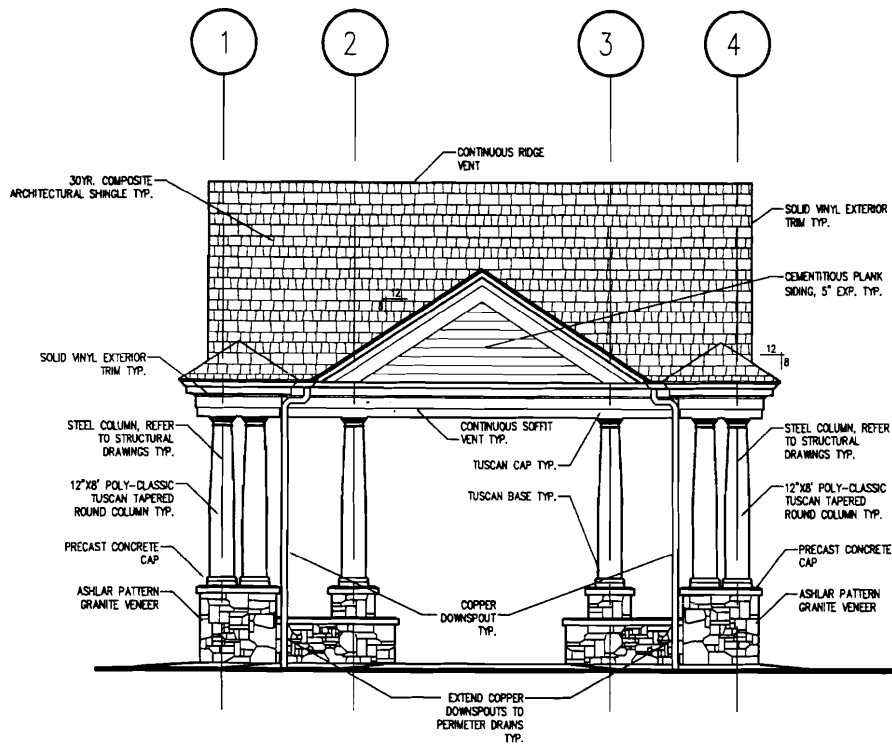 1
2
3
4
CONTINUOUS RIDGE
VENT
30YR. COMPOSITE
ARCHITECTURAL SHINGLE TYP.
SOLID VINYL EXTERIOR
TRIM TYP.
12
8
CEMENTITIOUS PLANK
SIDING, 5" EXP. TYP.
SOLID VINYL EXTERIOR
TRIM TYP.
12
8
STEEL COLUMN, REFER
TO STRUCTURAL
DRAWINGS TYP.
CONTINUOUS SOFFIT
VENT TYP.
TUSCAN CAP TYP.
STEEL COLUMN, REFER
TO STRUCTURAL
DRAWINGS TYP.
12"X8' POLY-CLASSIC
TUSCAN TAPERED
ROUND COLUMN TYP.
TUSCAN BASE TYP.
12"X8' POLY-CLASSIC
TUSCAN TAPERED
ROUND COLUMN TYP.
PRECAST CONCRETE
CAP
PRECAST CONCRETE
CAP
ASHLAR PATTERN
GRANITE VENEER
COPPER
DOWNSPOUT
TYP.
ASHLAR PATTERN
GRANITE VENEER
EXTEND COPPER
DOWNSPOUTS TO
PERIMETER DRAINS
TYP.